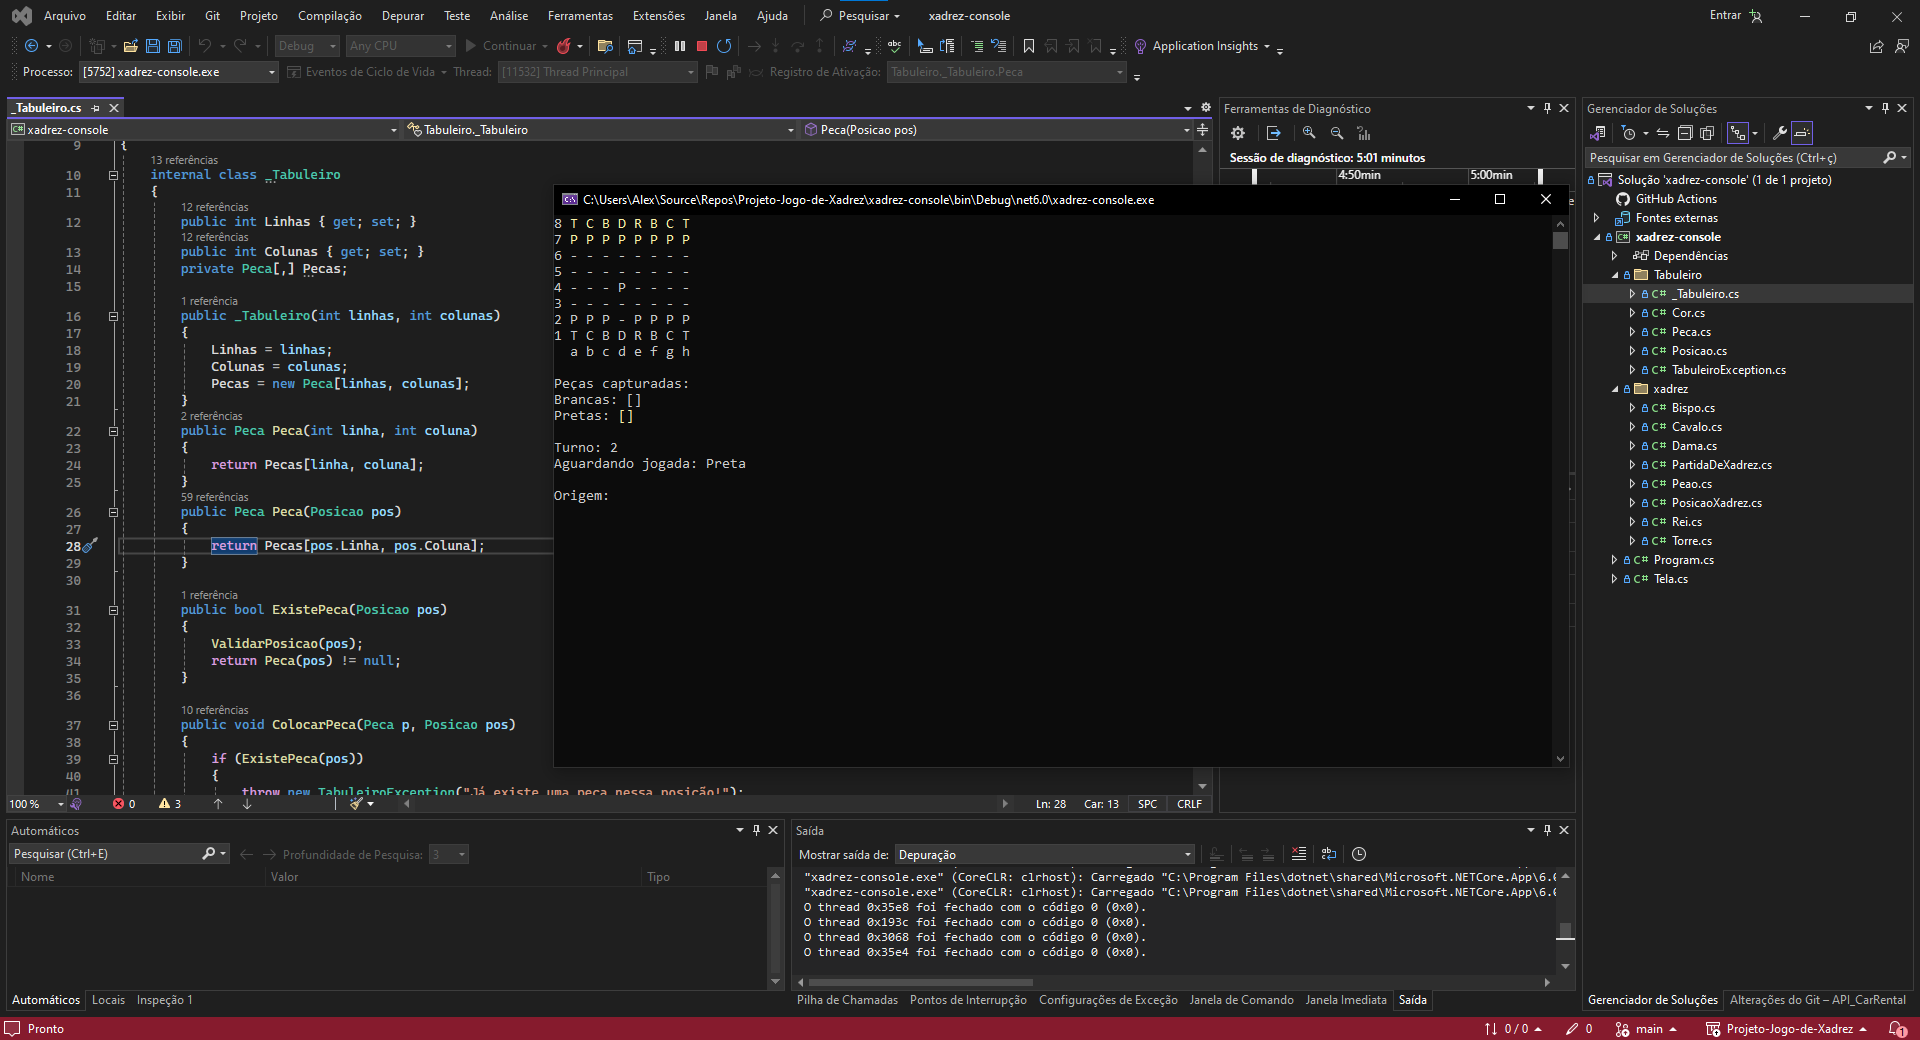 Arquivo Editar Exibir Git Projeto Compilação Depurar Teste Análise Ferramentas Extensões Janela Ajuda Pesquisar xadrez-console Entrar
Debug Any CPU Continuar Application Insights
Processo: [5752] xadrez-console.exe Eventos de Ciclo de Vida Thread: [11532] Thread Principal Registro de Ativação: Tabuleiro._Tabuleiro.Peca
_Tabuleiro.cs
xadrez-console Tabuleiro._Tabuleiro Peca(Posicao pos)
9 {
13 referências
10 internal class _Tabuleiro
11 {
12 referências
12 public int Linhas { get; set; }
12 referências
13 public int Colunas { get; set; }
14 private Peca[,] Pecas;
15
1 referência
16 public _Tabuleiro(int linhas, int colunas)
17 {
18 Linhas = linhas;
19 Colunas = colunas;
20 Pecas = new Peca[linhas, colunas];
21 }
2 referências
22 public Peca Peca(int linha, int coluna)
23 {
24 return Pecas[linha, coluna];
25 }
59 referências
26 public Peca Peca(Posicao pos)
27 {
28 return Pecas[pos.Linha, pos.Coluna];
29 }
30
1 referência
31 public bool ExistePeca(Posicao pos)
32 {
33 ValidarPosicao(pos);
34 return Peca(pos) != null;
35 }
36
10 referências
37 public void ColocarPeca(Peca p, Posicao pos)
38 {
39 if (ExistePeca(pos))
40 {
41 throw new TabuleiroException("Já existe uma peça nessa posição!");
100 % 0 3 Ln: 28 Car: 13 SPC CRLF
C:\Users\Alex\Source\Repos\Projeto-Jogo-de-Xadrez\xadrez-console\bin\Debug\net6.0\xadrez-console.exe
8 T C B D R B C T
7 P P P P P P P P
6 - - - - - - - -
5 - - - - - - - -
4 - - - P - - - -
3 - - - - - - - -
2 P P P - P P P P
1 T C B D R B C T
a b c d e f g h
Peças capturadas:
Brancas: []
Pretas: []
Turno: 2
Aguardando jogada: Preta
Origem:
Ferramentas de Diagnóstico
Sessão de diagnóstico: 5:01 minutos
4:50min 5:00min
Gerenciador de Soluções
Pesquisar em Gerenciador de Soluções (Ctrl+ç)
Solução 'xadrez-console' (1 de 1 projeto)
GitHub Actions
Fontes externas
xadrez-console
Dependências
Tabuleiro
C# _Tabuleiro.cs
C# Cor.cs
C# Peca.cs
C# Posicao.cs
C# TabuleiroException.cs
xadrez
C# Bispo.cs
C# Cavalo.cs
C# Dama.cs
C# PartidaDeXadrez.cs
C# Peao.cs
C# PosicaoXadrez.cs
C# Rei.cs
C# Torre.cs
C# Program.cs
C# Tela.cs
Automáticos
Pesquisar (Ctrl+E) Profundidade de Pesquisa: 3
Nome Valor Tipo
Automáticos Locais Inspeção 1
Saída
Mostrar saída de: Depuração
"xadrez-console.exe" (CoreCLR: clrhost): Carregado "C:\Program Files\dotnet\shared\Microsoft.NETCore.App\6.0
"xadrez-console.exe" (CoreCLR: clrhost): Carregado "C:\Program Files\dotnet\shared\Microsoft.NETCore.App\6.0
O thread 0x35e8 foi fechado com o código 0 (0x0).
O thread 0x193c foi fechado com o código 0 (0x0).
O thread 0x3068 foi fechado com o código 0 (0x0).
O thread 0x35e4 foi fechado com o código 0 (0x0).
Pilha de Chamadas Pontos de Interrupção Configurações de Exceção Janela de Comando Janela Imediata Saída
Gerenciador de Soluções Alterações do Git – API_CarRental
Pronto 0 / 0 0 main Projeto-Jogo-de-Xadrez 1